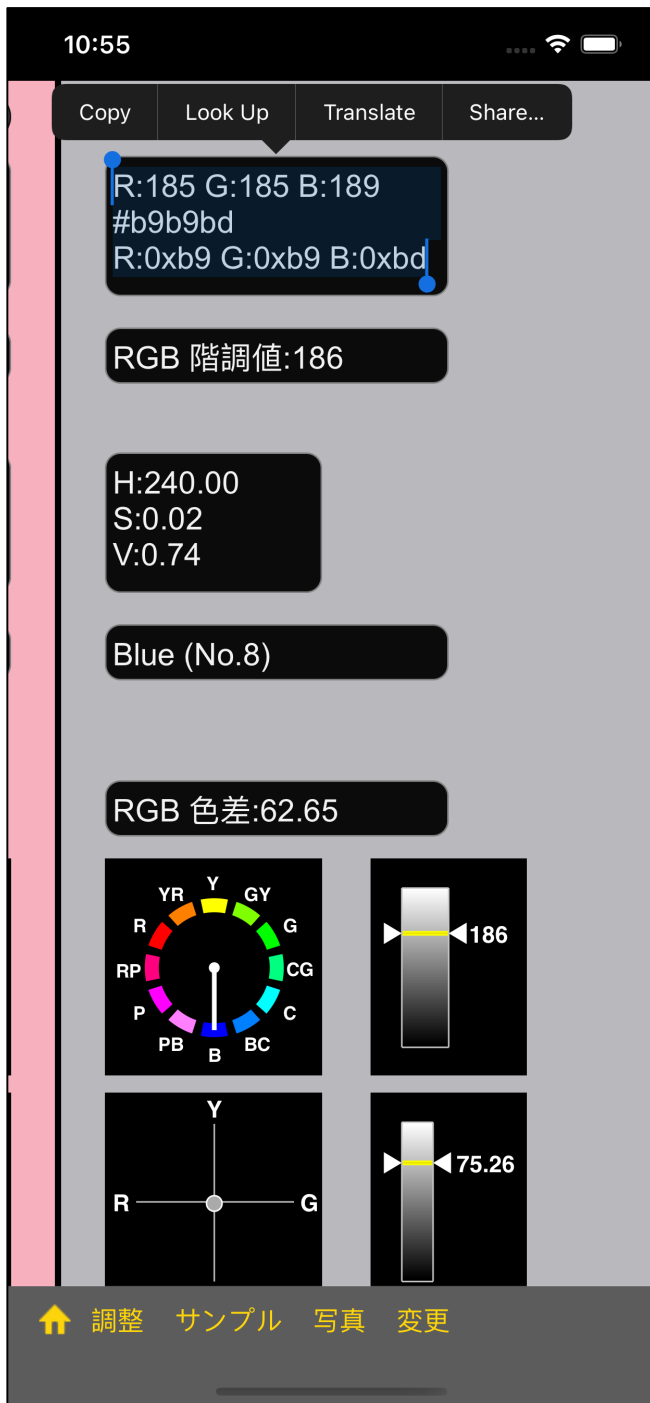 10:55
Copy
Look Up
Translate
Share...
R:185 G:185 B:189
#b9b9bd
R:0xb9 G:0xb9 B:0xbd
RGB 階調値:186
H:240.00
S:0.02
V:0.74
Blue (No.8)
RGB 色差:62.65
Y
YR
GY
R
G
RP
CG
P
C
PB
BC
B
186
Y
R
G
75.26
調整
サンプル
写真
変更